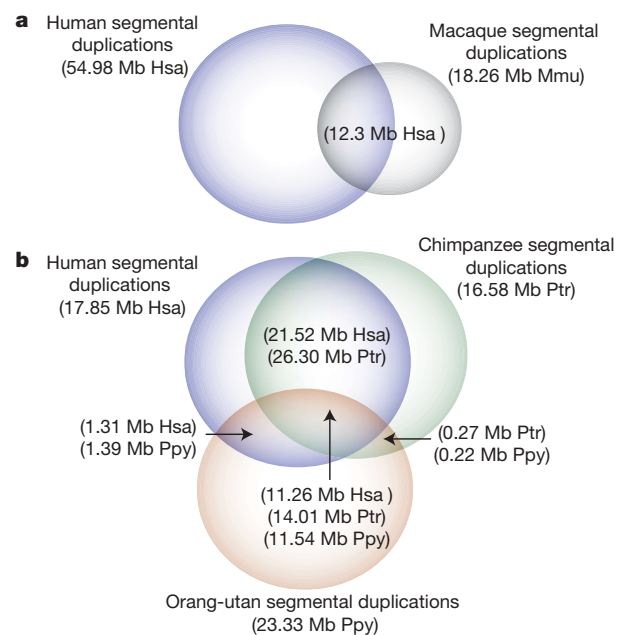 a
Human segmental
duplications
(54.98 Mb Hsa)
Macaque segmental
duplications
(18.26 Mb Mmu)
(12.3 Mb Hsa )
b
Human segmental
duplications
(17.85 Mb Hsa)
Chimpanzee segmental
duplications
(16.58 Mb Ptr)
(21.52 Mb Hsa)
(26.30 Mb Ptr)
(1.31 Mb Hsa)
(1.39 Mb Ppy)
(0.27 Mb Ptr)
(0.22 Mb Ppy)
(11.26 Mb Hsa )
(14.01 Mb Ptr)
(11.54 Mb Ppy)
Orang-utan segmental duplications
(23.33 Mb Ppy)